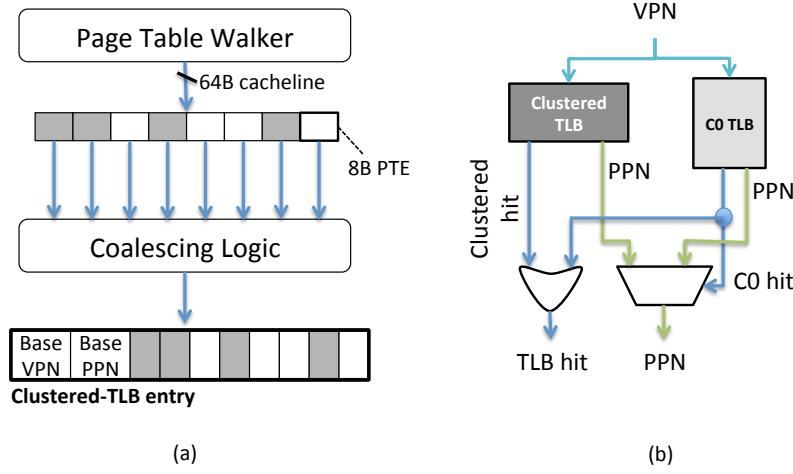 Page Table Walker
64B cacheline
8B PTE
Coalescing Logic
Base VPN
Base PPN
Clustered-TLB entry
(a)
VPN
Clustered TLB
C0 TLB
Clustered hit
PPN
PPN
C0 hit
TLB hit
PPN
(b)